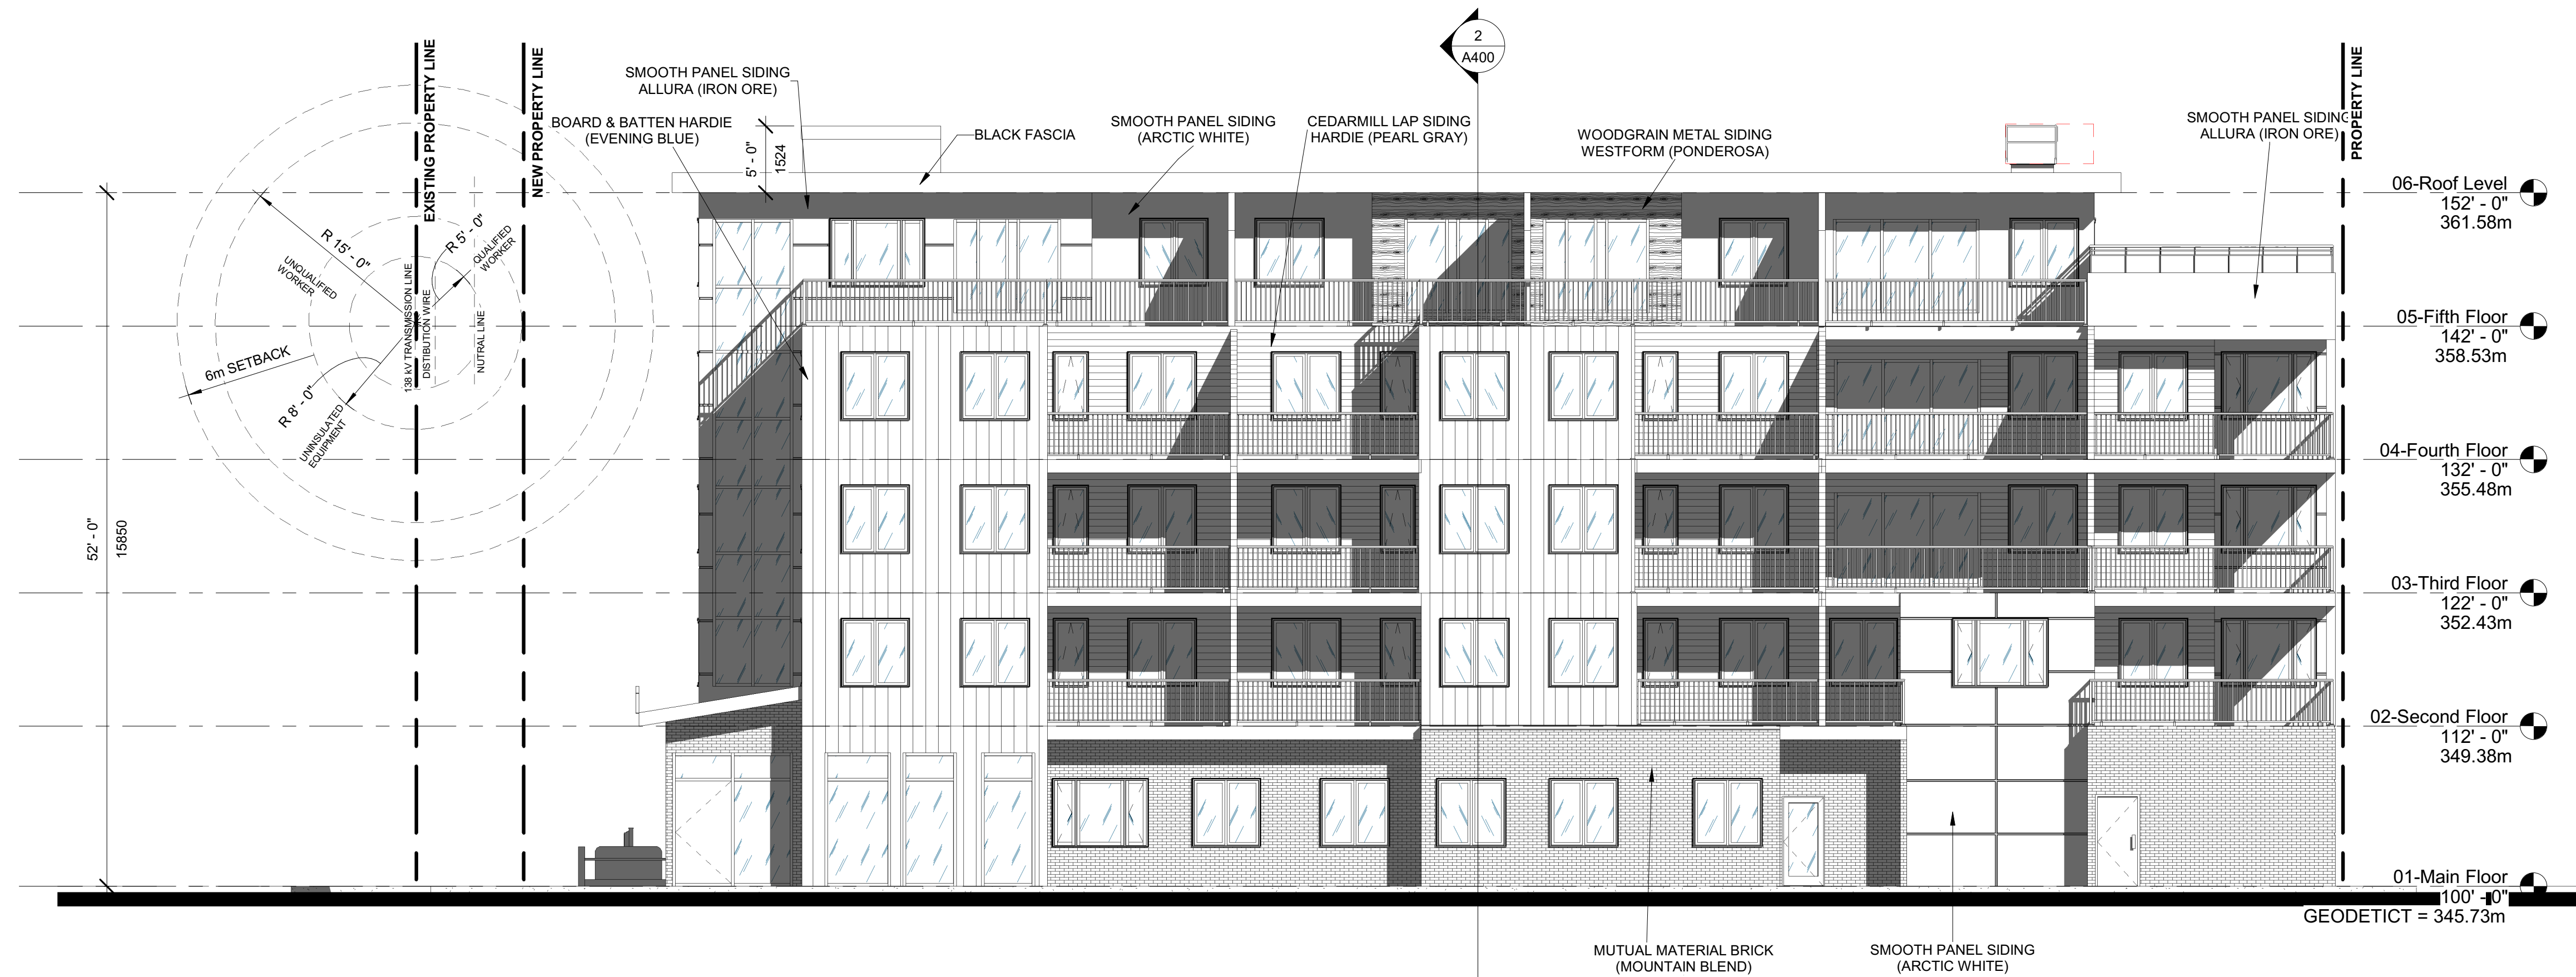 2
A400
EXISTING PROPERTY LINE
NEW PROPERTY LINE
PROPERTY LINE
SMOOTH PANEL SIDING
ALLURA (IRON ORE)
BOARD & BATTEN HARDIE
(EVENING BLUE)
5' - 0"
1524
BLACK FASCIA
SMOOTH PANEL SIDING
(ARCTIC WHITE)
CEDARMILL LAP SIDING
HARDIE (PEARL GRAY)
WOODGRAIN METAL SIDING
WESTFORM (PONDEROSA)
SMOOTH PANEL SIDING
ALLURA (IRON ORE)
R 15' - 0"
UNQUALIFIED
WORKER
R 5' - 0"
QUALIFIED
WORKER
138 kV TRANSMISSION LINE
DISTIBUTION WIRE
NUTRAL LINE
6m SETBACK
R 8' - 0"
UNINSULATED
EQUIPMENT
52' - 0"
15850
06-Roof Level
152' - 0"
361.58m
05-Fifth Floor
142' - 0"
358.53m
04-Fourth Floor
132' - 0"
355.48m
03-Third Floor
122' - 0"
352.43m
02-Second Floor
112' - 0"
349.38m
01-Main Floor
100' - 0"
GEODETICT = 345.73m
MUTUAL MATERIAL BRICK
(MOUNTAIN BLEND)
SMOOTH PANEL SIDING
(ARCTIC WHITE)